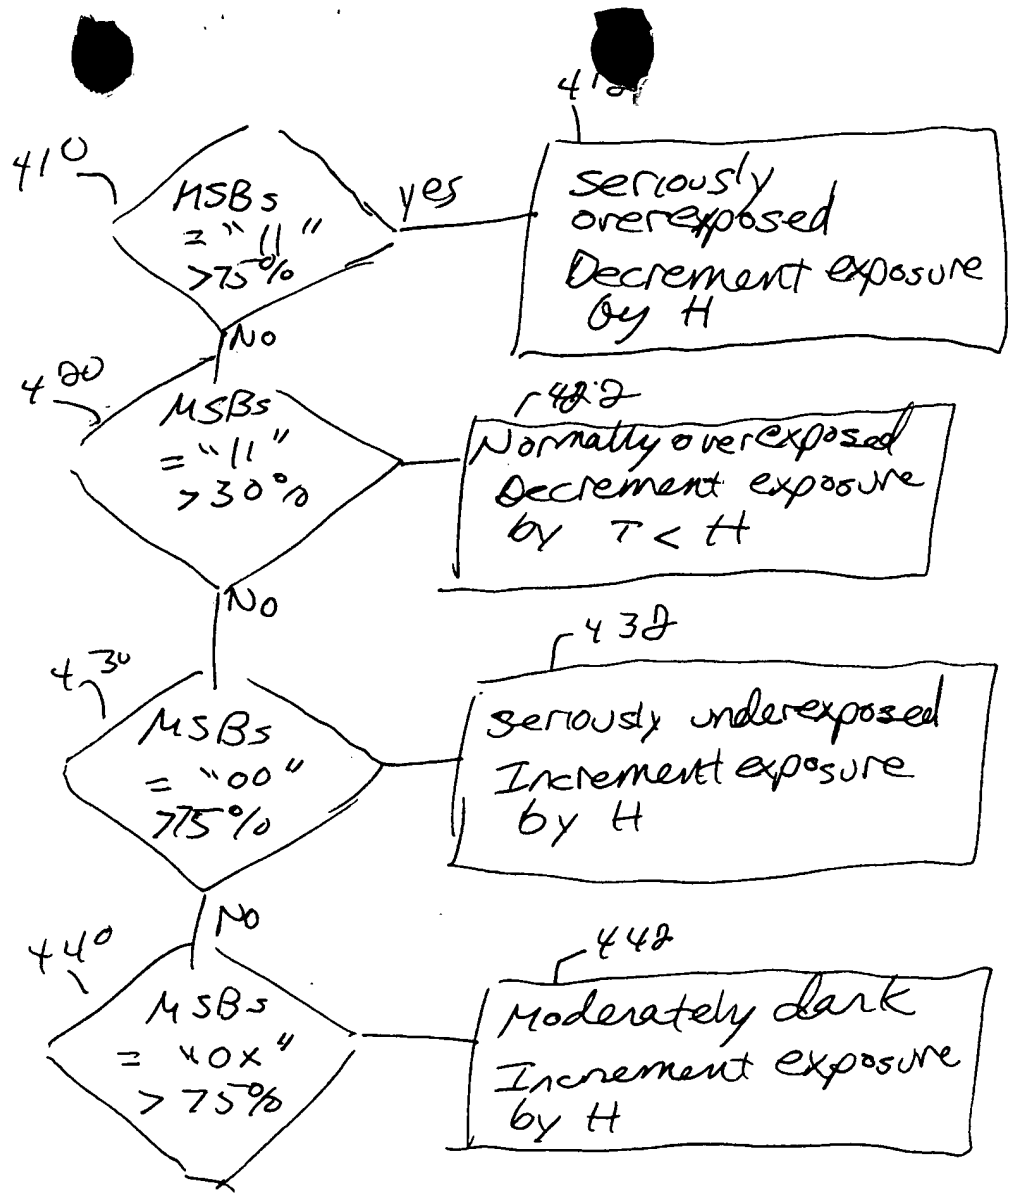 412
410
MSBs
= "11"
>75%
yes
seriously
overexposed
Decrement exposure
by H
No
420
MSBs
= "11"
>30%
422
Normally overexposed
Decrement exposure
by T < H
No
430
MSBs
= "00"
>75%
432
seriously underexposed
Increment exposure
by H
No
440
MSBs
= "0x"
> 75%
442
Moderately dark
Increment exposure
by H